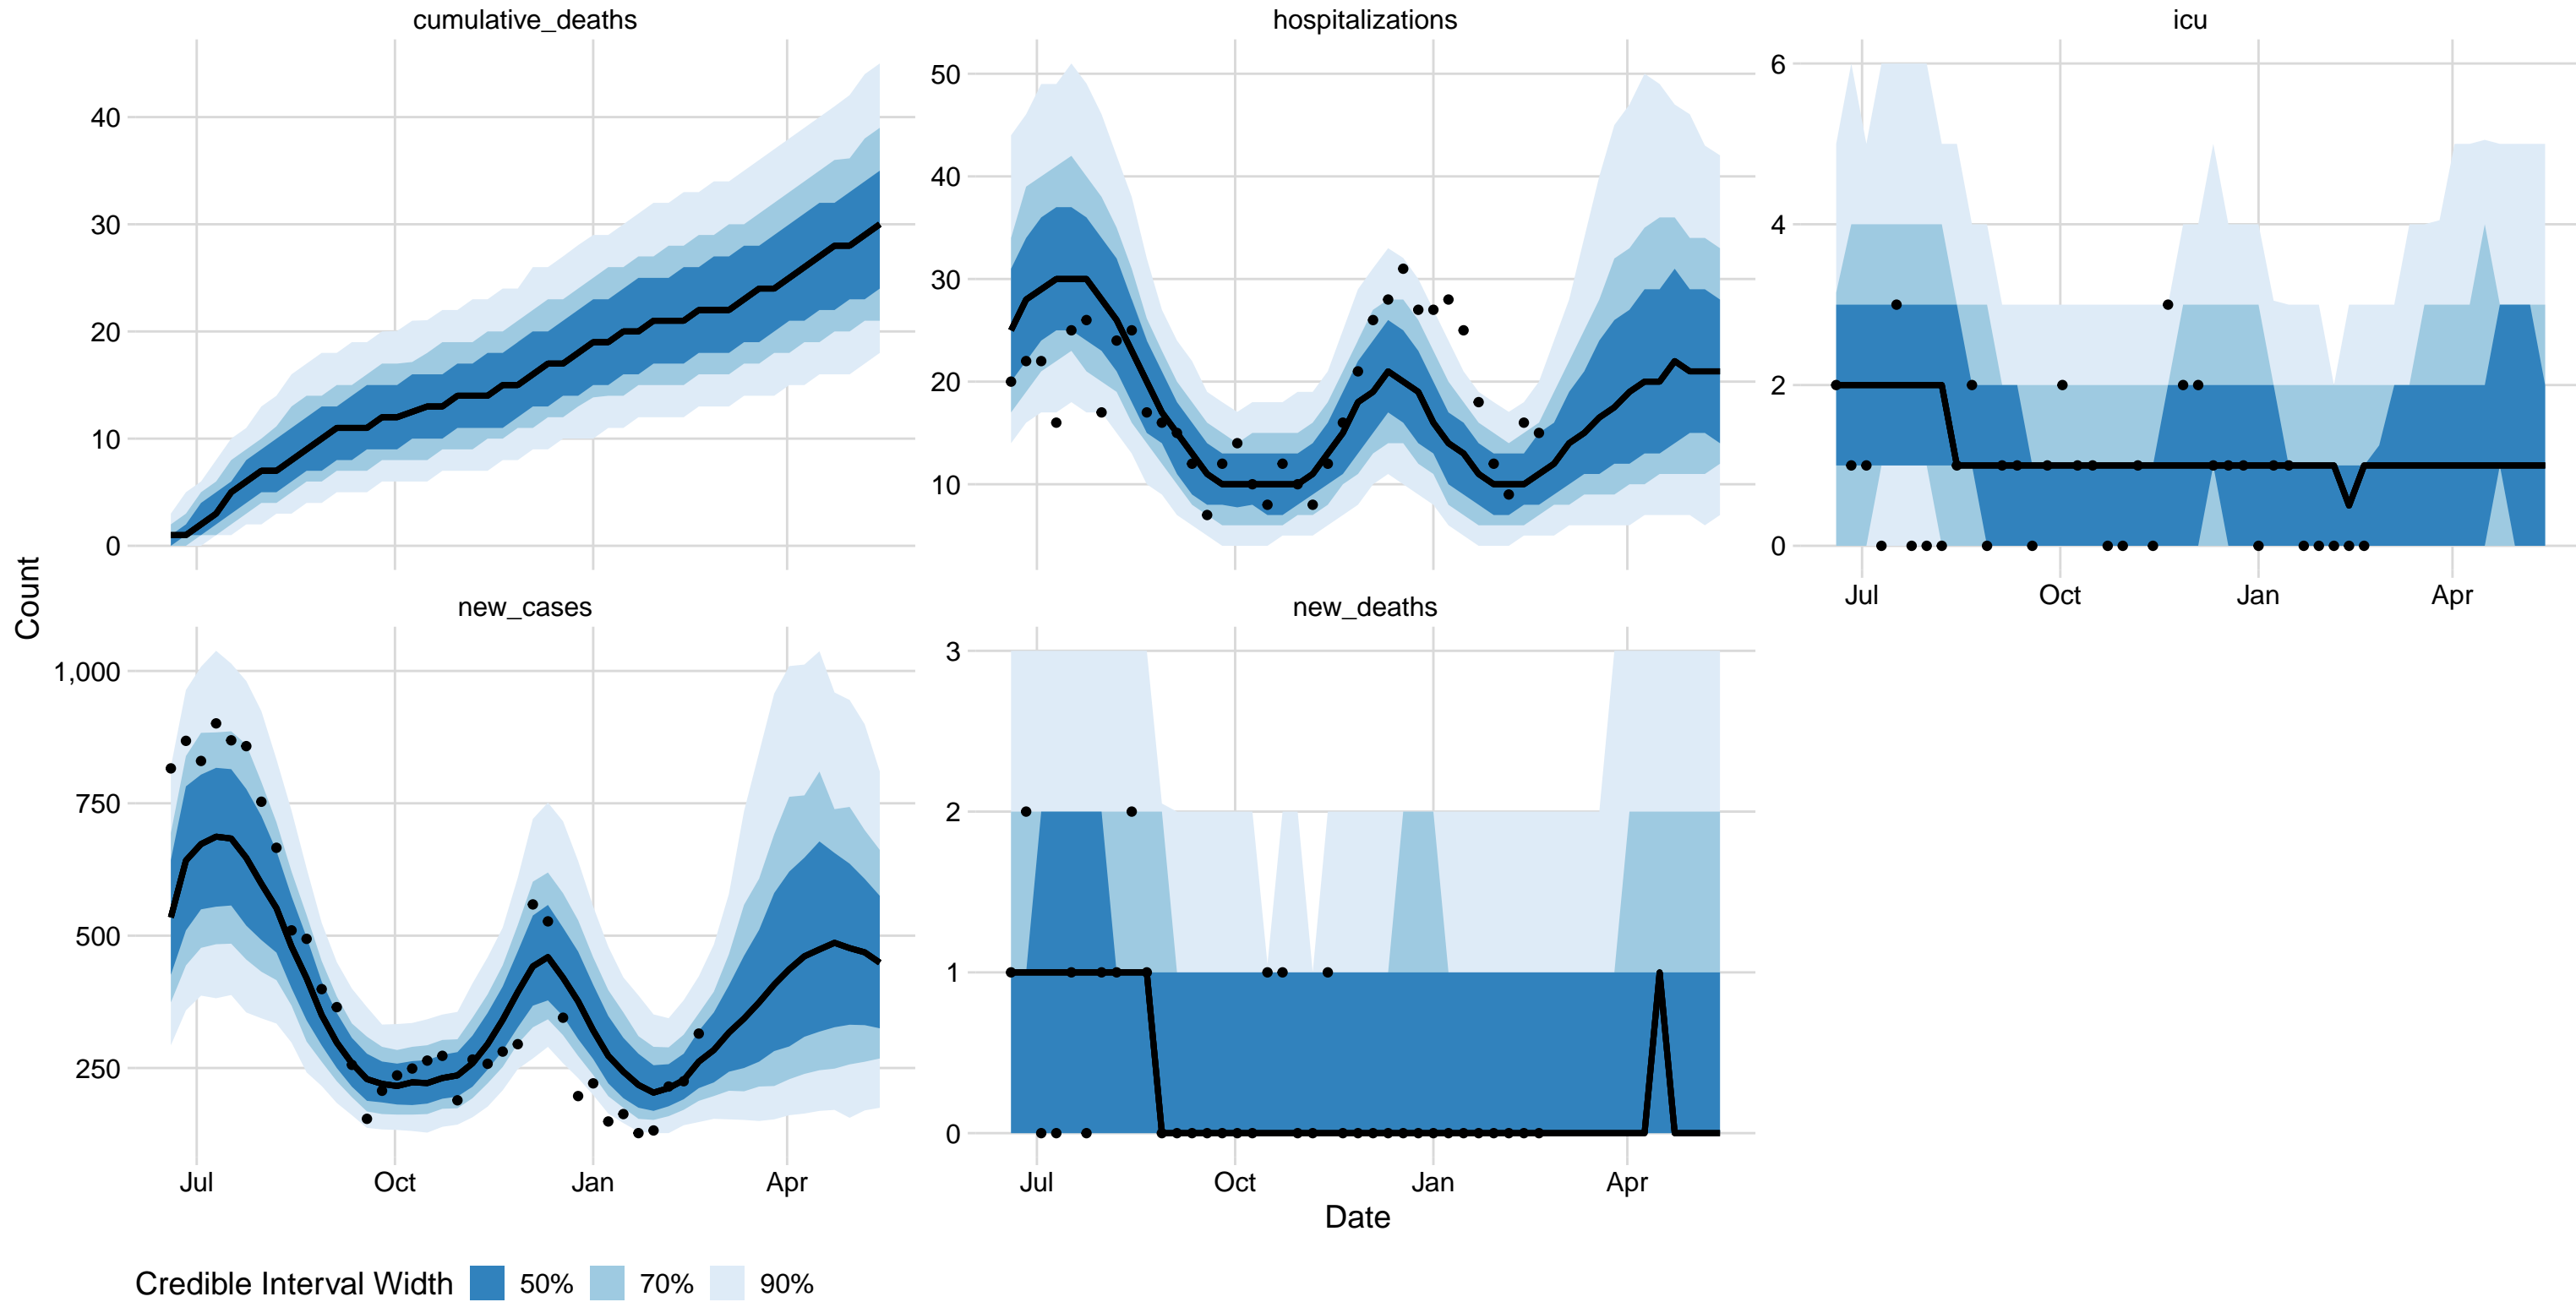 cumulative_deaths
hospitalizations
icu
40
30
20
10
0
50
40
30
20
10
6
4
2
0
Jul Oct Jan Apr
Count
new_cases
new_deaths
1,000
750
500
250
3
2
1
0
Jul Oct Jan Apr
Jul Oct Jan Apr
Date
Credible Interval Width 50% 70% 90%